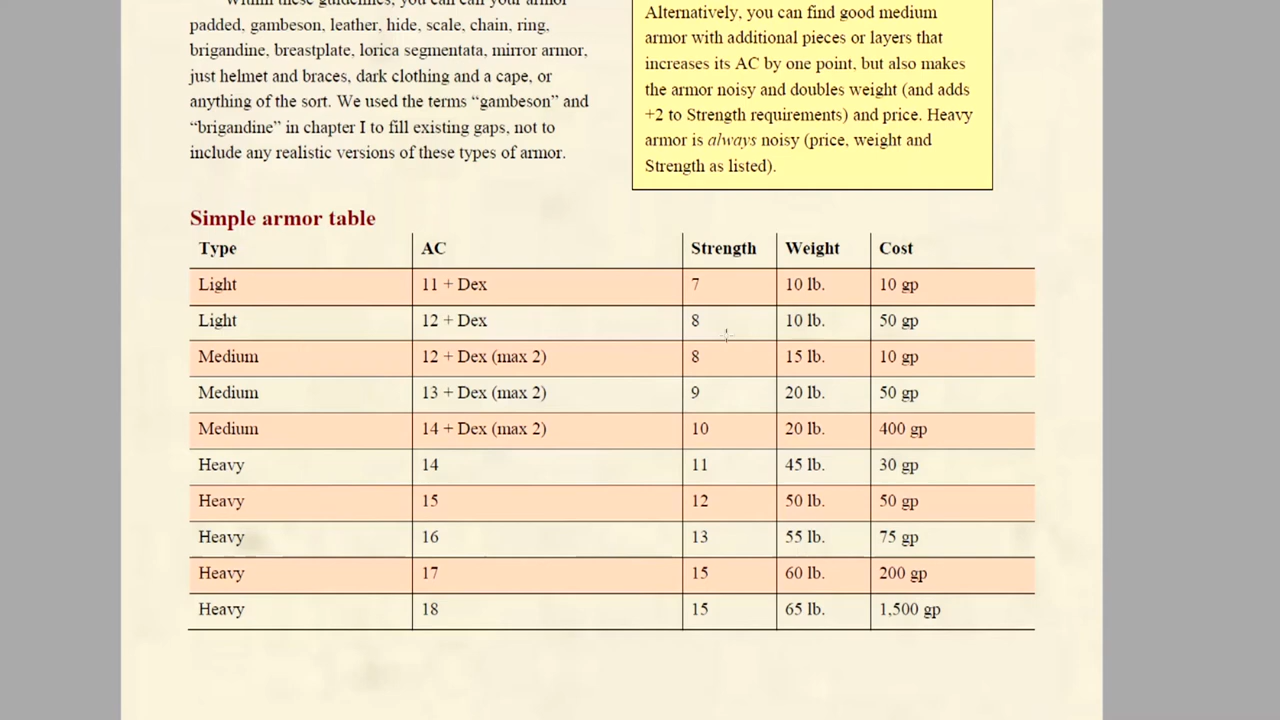 Within these guidelines, you can call your armor
padded, gambeson, leather, hide, scale, chain, ring,
brigandine, breastplate, lorica segmentata, mirror armor,
just helmet and braces, dark clothing and a cape, or
anything of the sort. We used the terms “gambeson” and
“brigandine” in chapter I to fill existing gaps, not to
include any realistic versions of these types of armor.
Alternatively, you can find good medium
armor with additional pieces or layers that
increases its AC by one point, but also makes
the armor noisy and doubles weight (and adds
+2 to Strength requirements) and price. Heavy
armor is always noisy (price, weight and
Strength as listed).
Simple armor table
Type AC Strength Weight Cost
Light 11 + Dex 7 10 lb. 10 gp
Light 12 + Dex 8 10 lb. 50 gp
Medium 12 + Dex (max 2) 8 15 lb. 10 gp
Medium 13 + Dex (max 2) 9 20 lb. 50 gp
Medium 14 + Dex (max 2) 10 20 lb. 400 gp
Heavy 14 11 45 lb. 30 gp
Heavy 15 12 50 lb. 50 gp
Heavy 16 13 55 lb. 75 gp
Heavy 17 15 60 lb. 200 gp
Heavy 18 15 65 lb. 1,500 gp